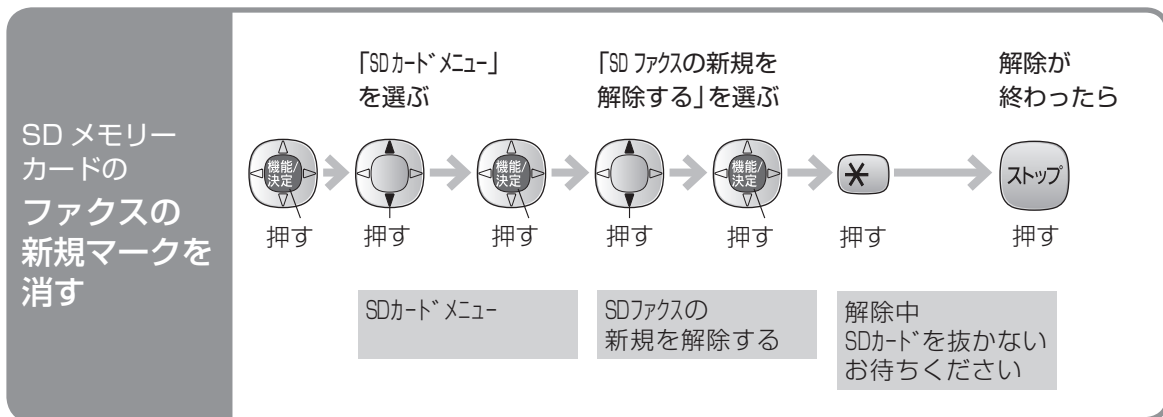 SD メモリー
カードの
ファクスの
新規マークを
消す
「SDカードメニュー」
を選ぶ
「SDファクスの新規を
解除する」を選ぶ
解除が
終わったら
機能/
決定
機能/
決定
機能/
決定
＊
ストップ
押す
押す
押す
押す
押す
押す
押す
SDカードメニュー
SDファクスの
新規を解除する
解除中
SDカードを抜かない
お待ちください